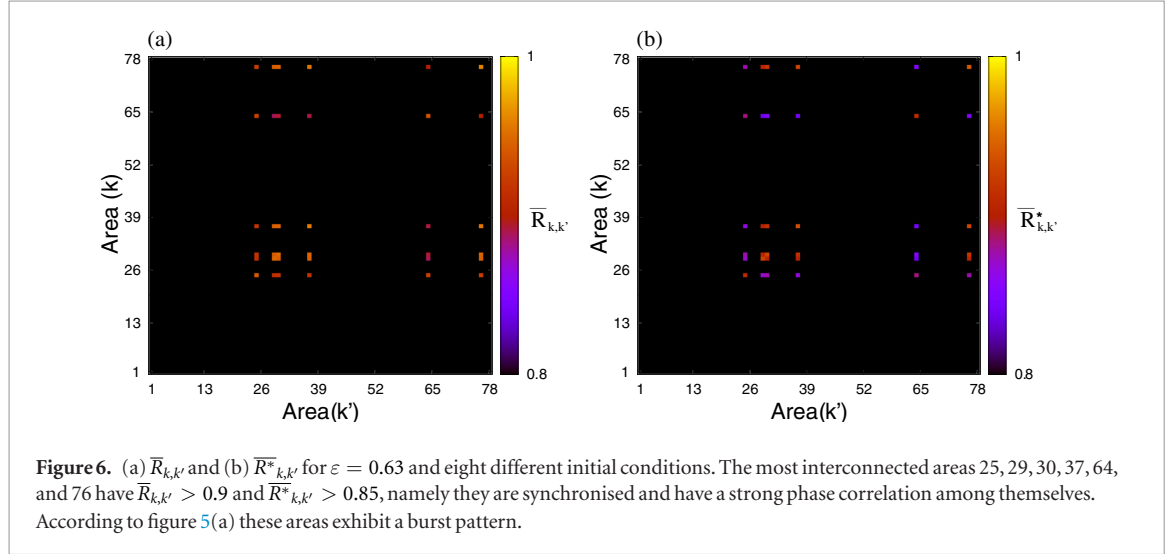 (a)
78
65
52
39
26
13
1
Area (k)
1 13 26 39 52 65 78
Area(k')
1
R̅k,k'
0.8
(b)
78
65
52
39
26
13
1
Area (k)
1 13 26 39 52 65 78
Area(k')
1
R̅*k,k'
0.8
Figure 6. (a) R̅k,k′ and (b) R̅*k,k′ for ε = 0.63 and eight different initial conditions. The most interconnected areas 25, 29, 30, 37, 64,
and 76 have R̅k,k′ > 0.9 and R̅*k,k′ > 0.85, namely they are synchronised and have a strong phase correlation among themselves.
According to figure 5(a) these areas exhibit a burst pattern.